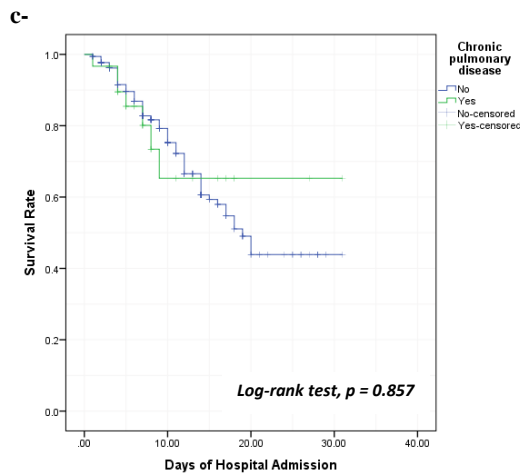 c-
Chronic
pulmonary
disease
No
Yes
No-censored
Yes-censored
1.0
0.8
0.6
0.4
0.2
0.0
Survival Rate
Log-rank test, p = 0.857
.00 10.00 20.00 30.00 40.00
Days of Hospital Admission